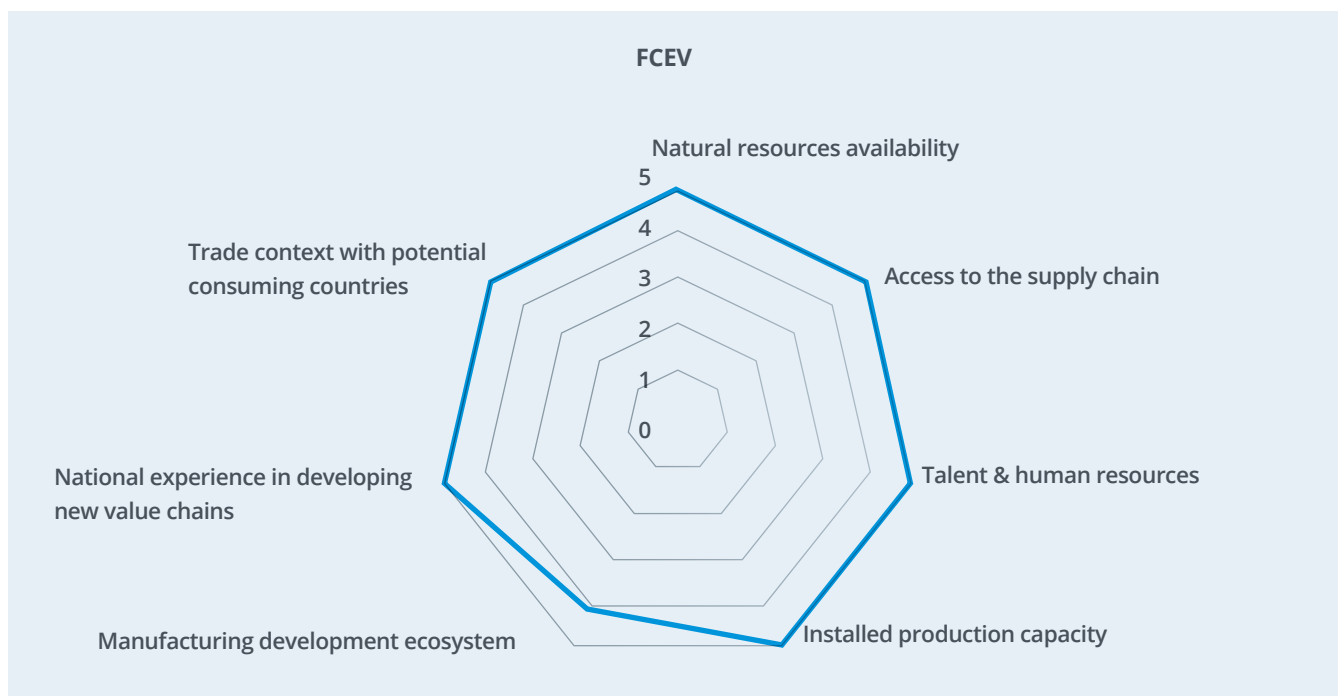 FCEV
Natural resources availability
5
4
3
2
1
0
Trade context with potential
consuming countries
Access to the supply chain
National experience in developing
new value chains
Talent & human resources
Manufacturing development ecosystem
Installed production capacity